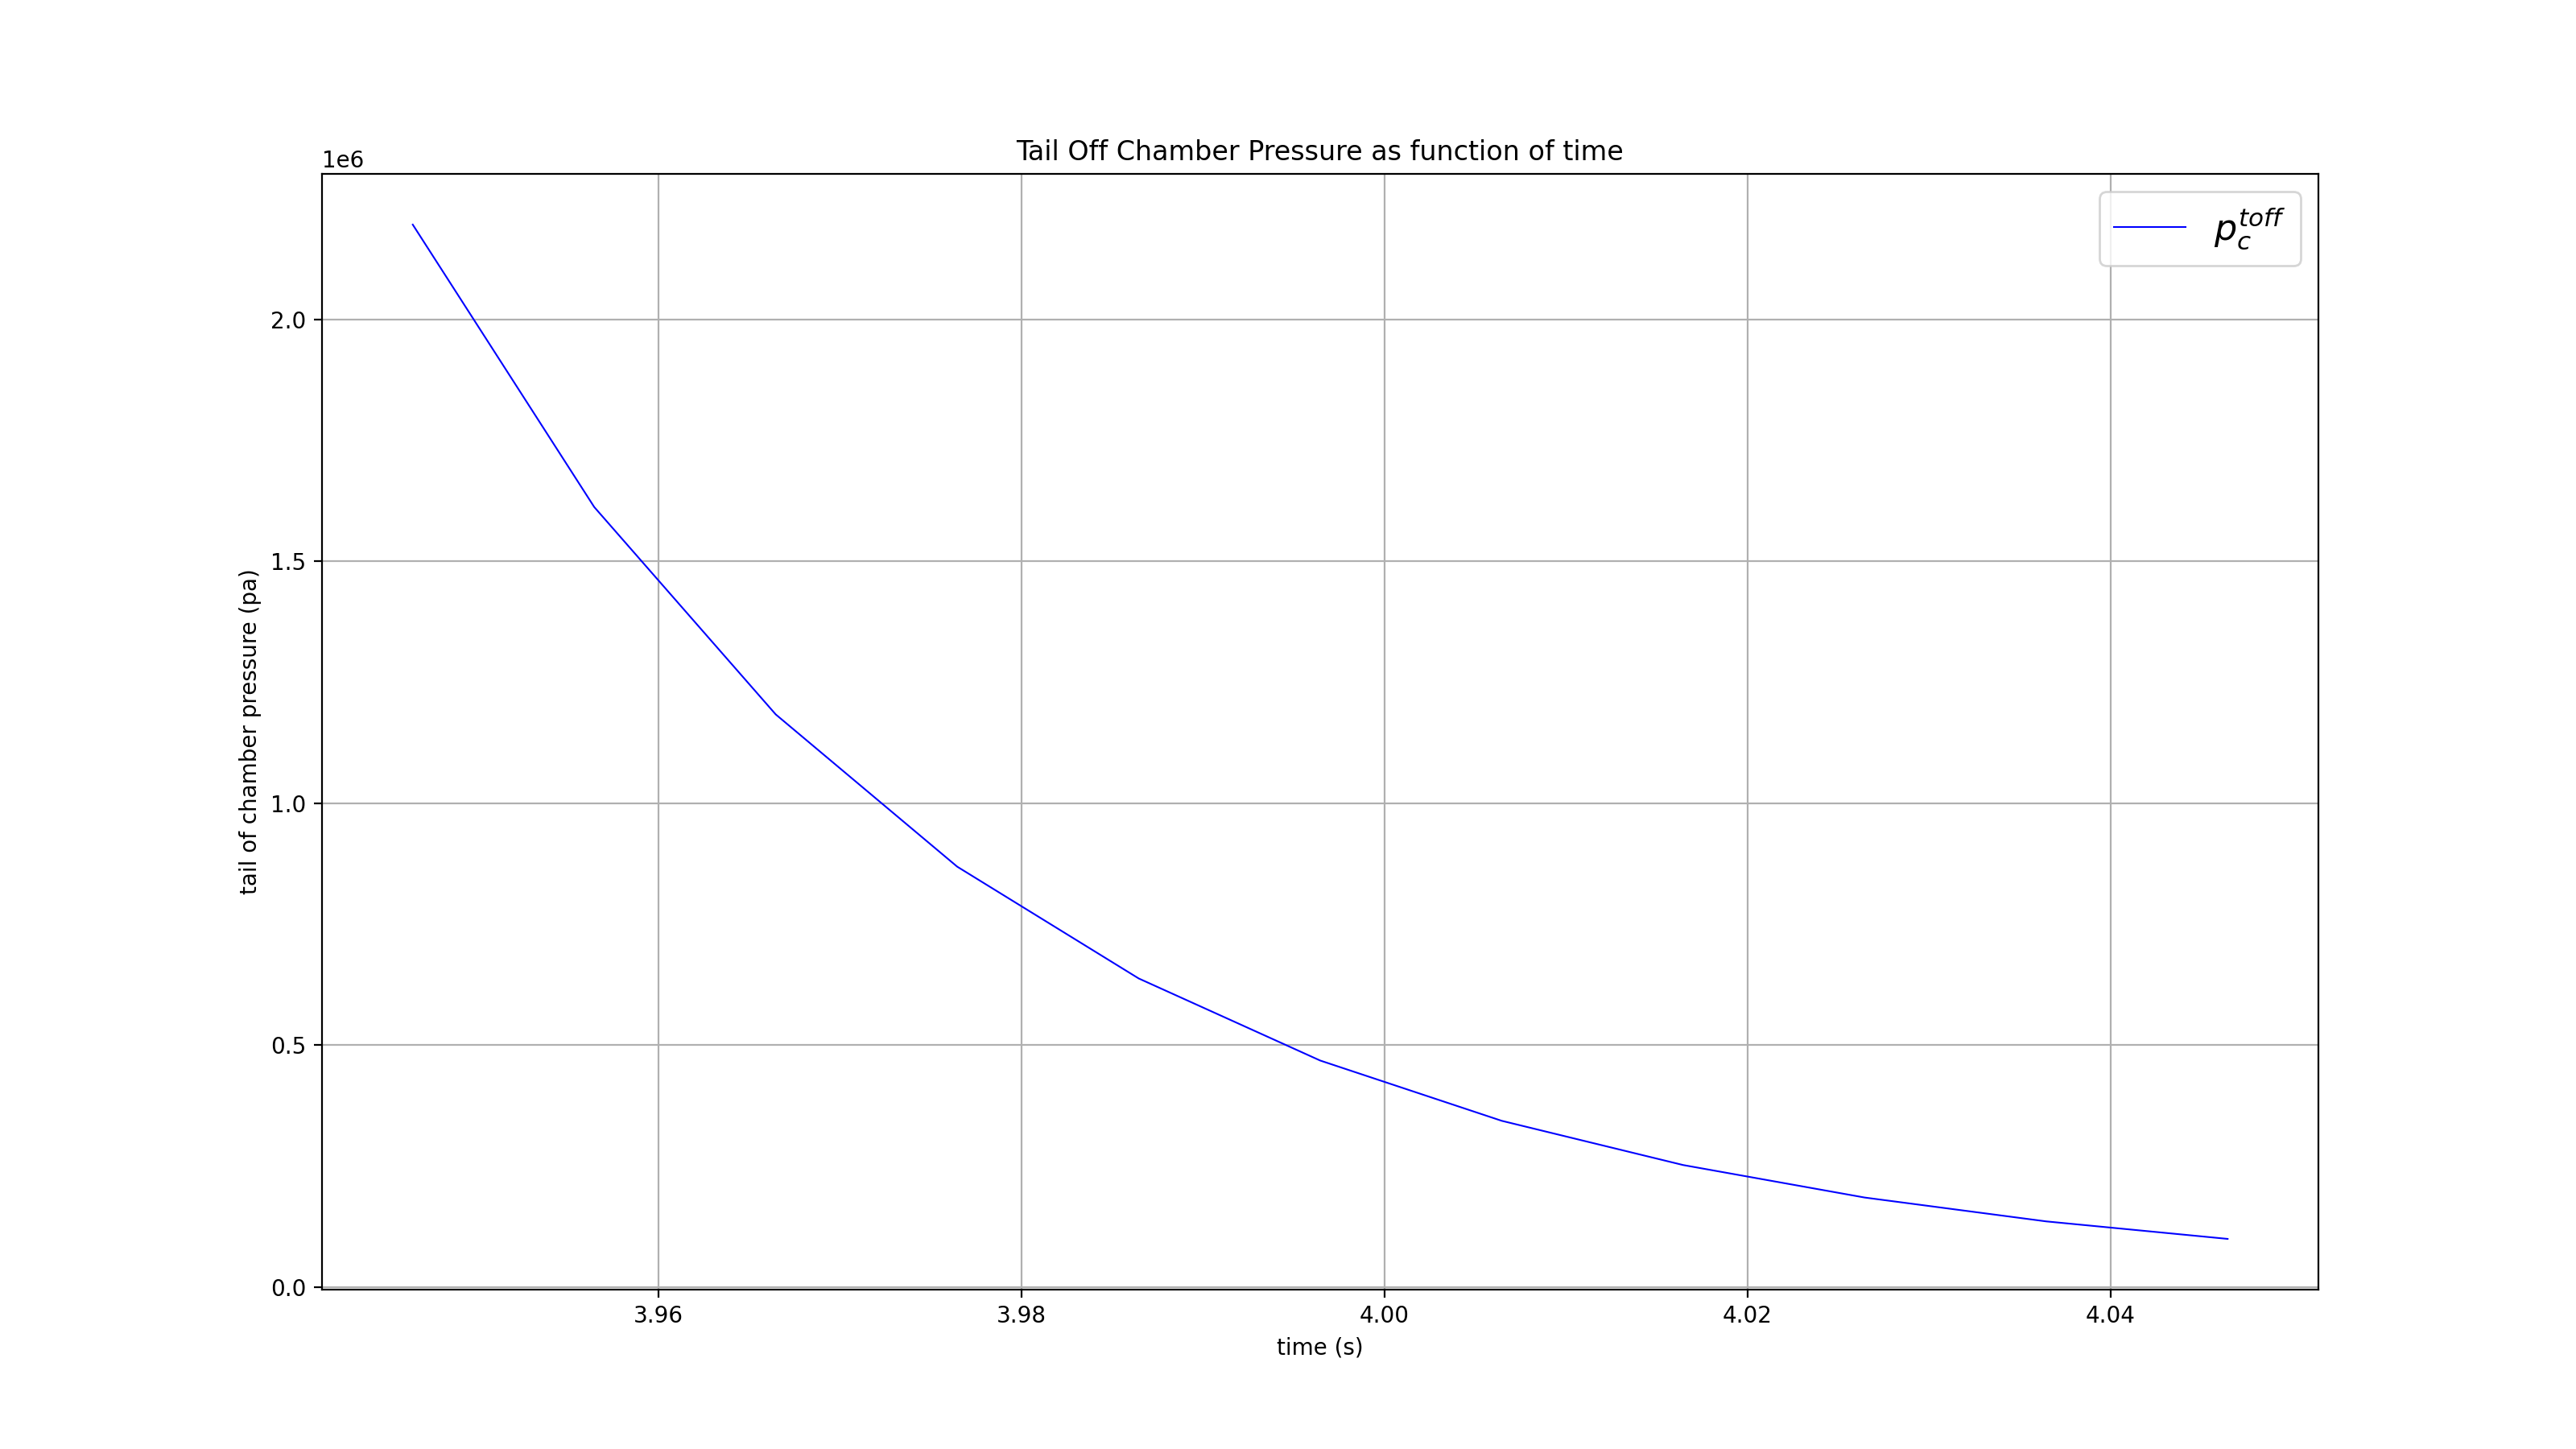 Tail Off Chamber Pressure as function of time
1e6
p_c^{toff}
2.0
1.5
1.0
0.5
0.0
tail of chamber pressure (pa)
3.96 3.98 4.00 4.02 4.04
time (s)